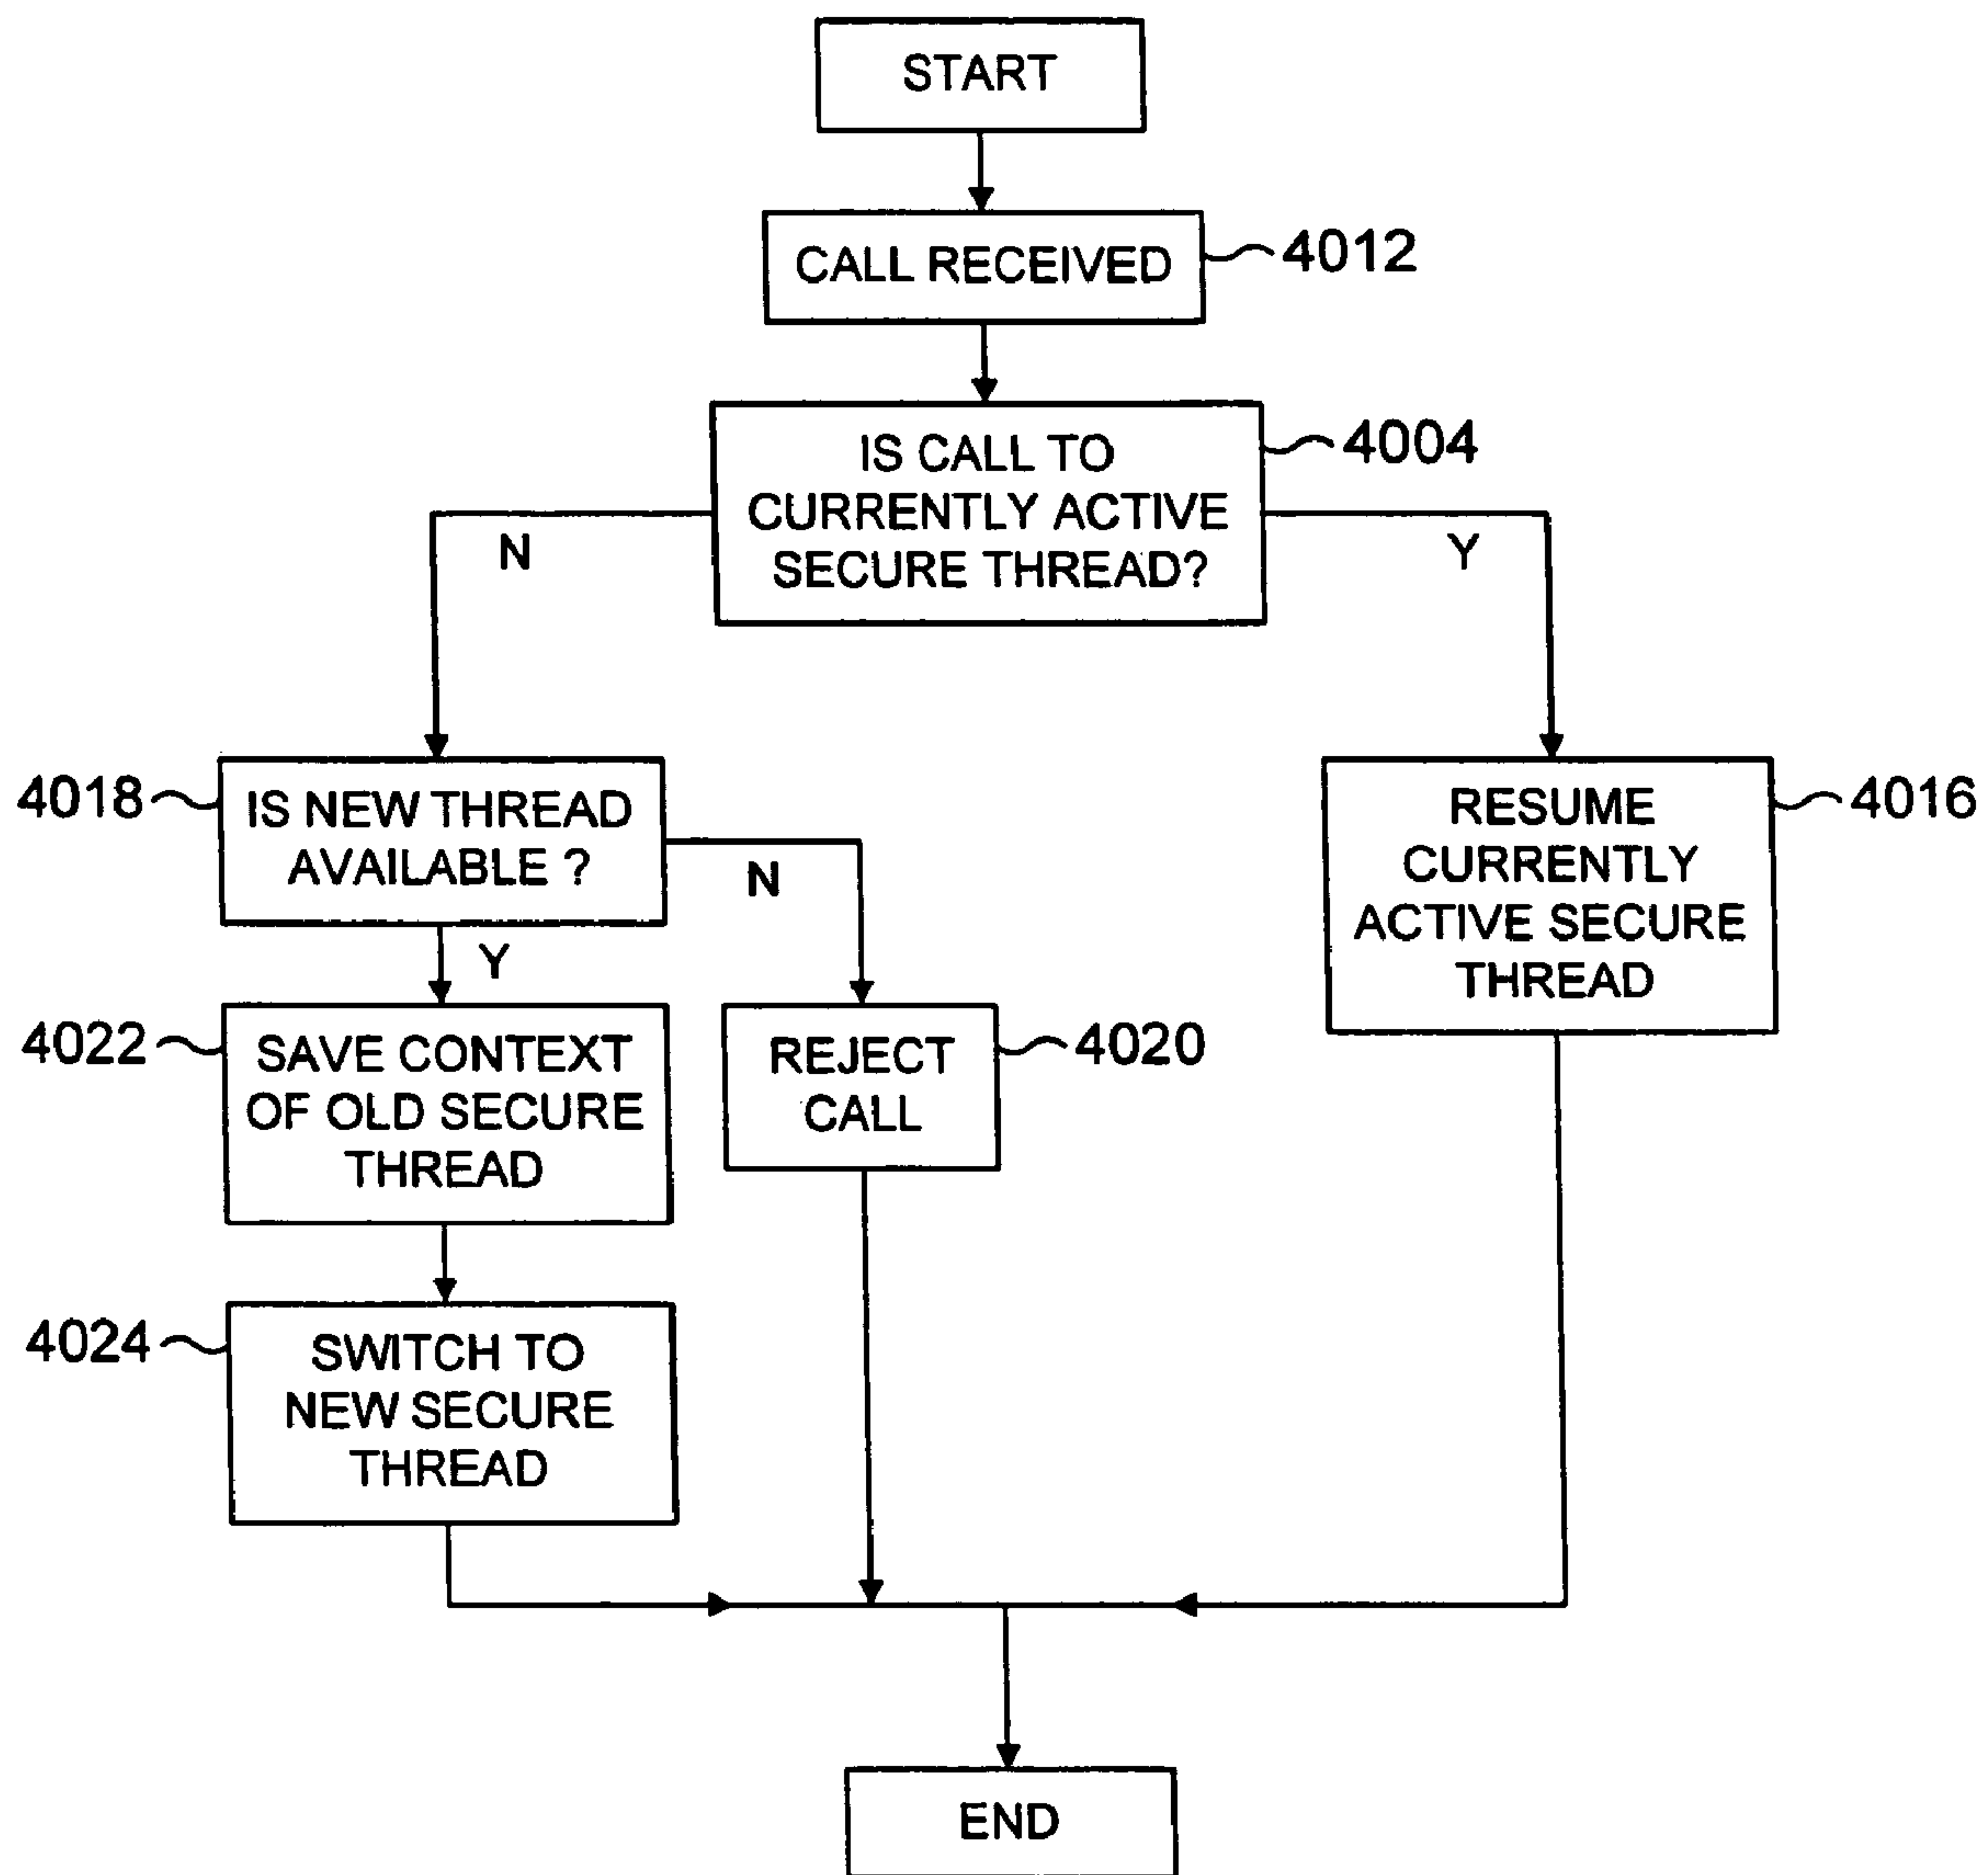 START
CALL RECEIVED
4012
IS CALL TO
CURRENTLY ACTIVE
SECURE THREAD?
4004
N
Y
4018
IS NEW THREAD
AVAILABLE ?
N
Y
RESUME
CURRENTLY
ACTIVE SECURE
THREAD
4016
4022
SAVE CONTEXT
OF OLD SECURE
THREAD
REJECT
CALL
4020
4024
SWITCH TO
NEW SECURE
THREAD
END